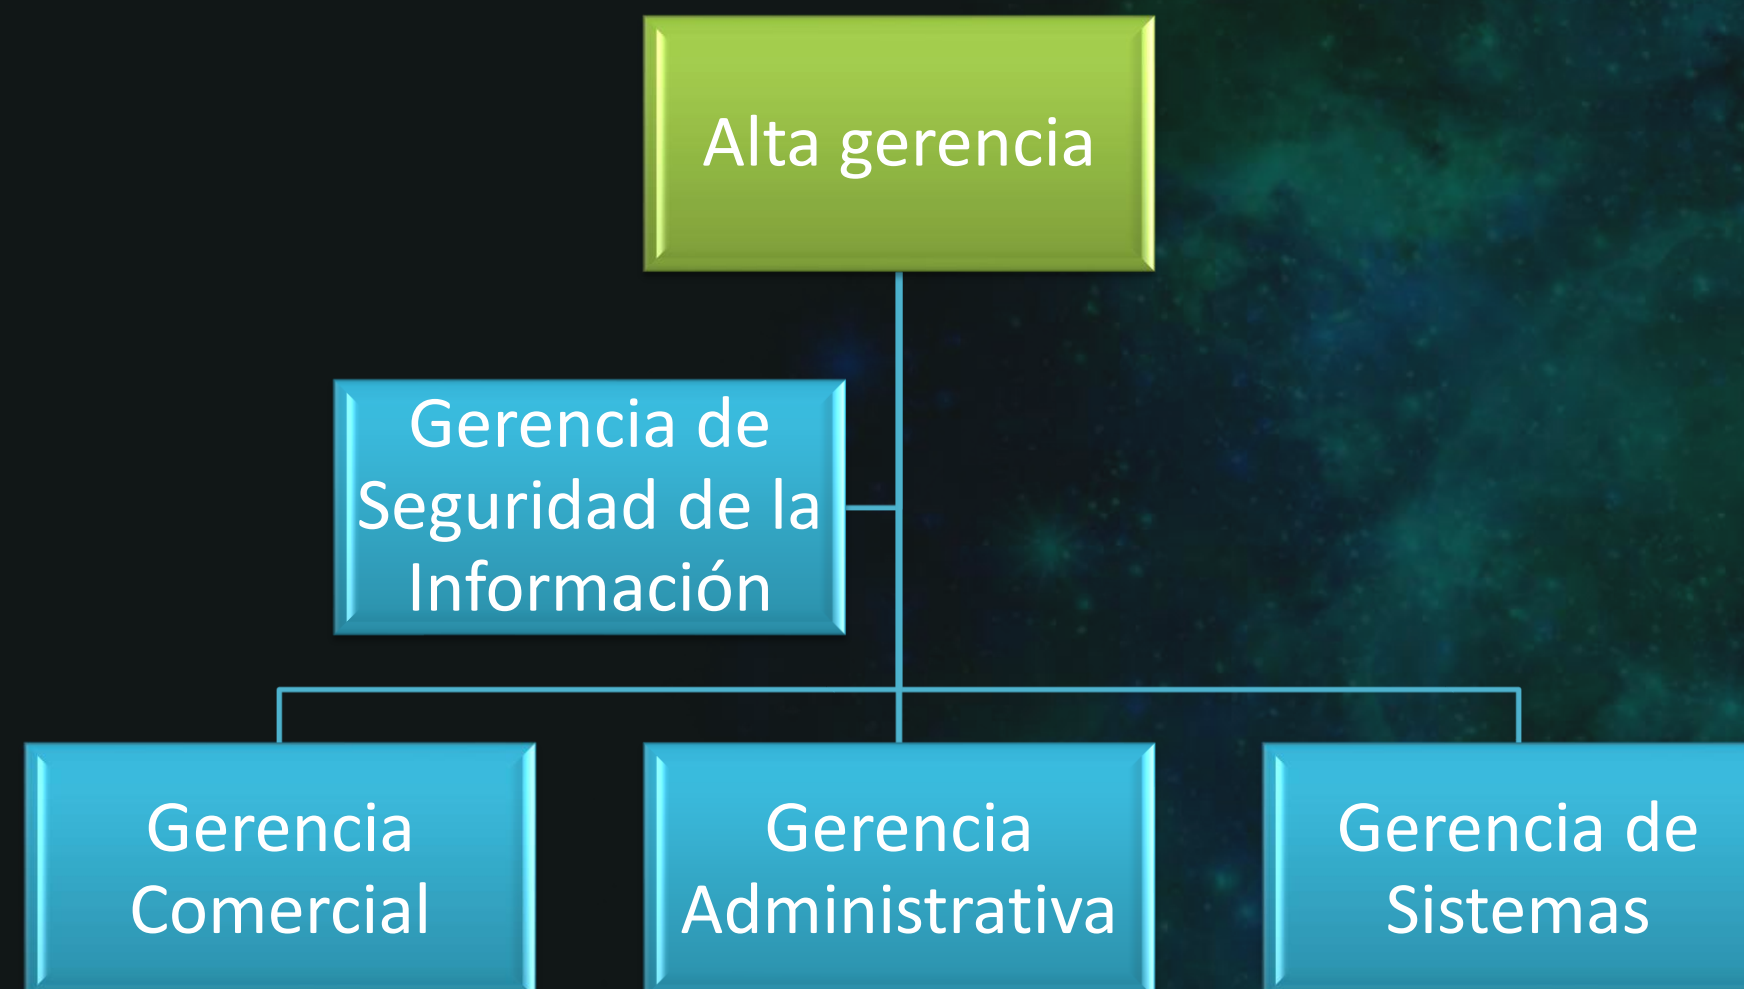 Alta gerencia
Gerencia de
Seguridad de la
Información
Gerencia
Comercial
Gerencia
Administrativa
Gerencia de
Sistemas